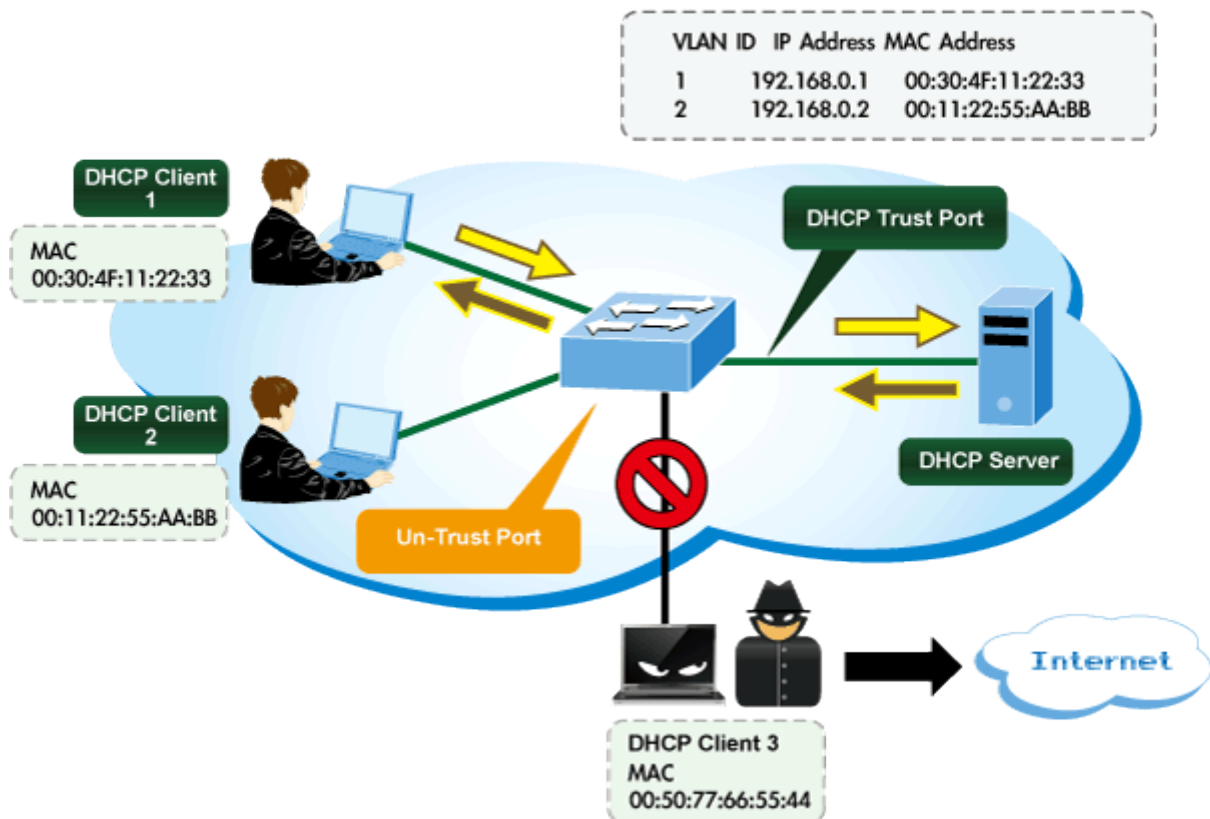 VLAN ID IP Address MAC Address
1 192.168.0.1 00:30:4F:11:22:33
2 192.168.0.2 00:11:22:55:AA:BB
DHCP Client
1
MAC
00:30:4F:11:22:33
DHCP Trust Port
DHCP Client
2
MAC
00:11:22:55:AA:BB
DHCP Server
Un-Trust Port
Internet
DHCP Client 3
MAC
00:50:77:66:55:44